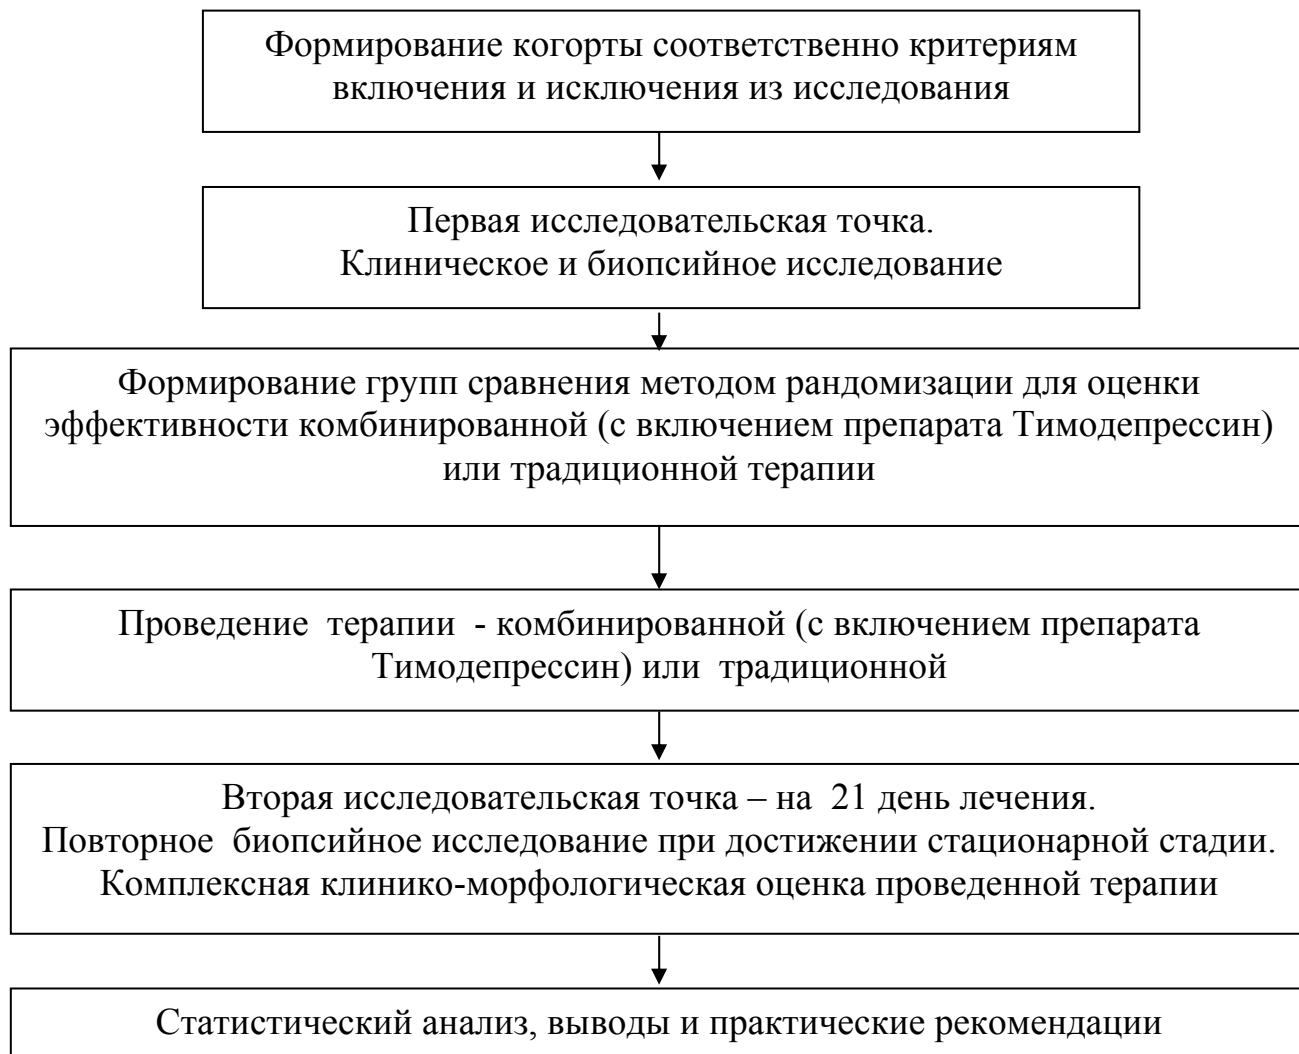 Формирование когорты соответственно критериям
включения и исключения из исследования
Первая исследовательская точка.
Клиническое и биопсийное исследование
Формирование групп сравнения методом рандомизации для оценки
эффективности комбинированной (с включением препарата Тимодепрессин)
или традиционной терапии
Проведение терапии - комбинированной (с включением препарата
Тимодепрессин) или традиционной
Вторая исследовательская точка – на 21 день лечения.
Повторное биопсийное исследование при достижении стационарной стадии.
Комплексная клинико-морфологическая оценка проведенной терапии
Статистический анализ, выводы и практические рекомендации